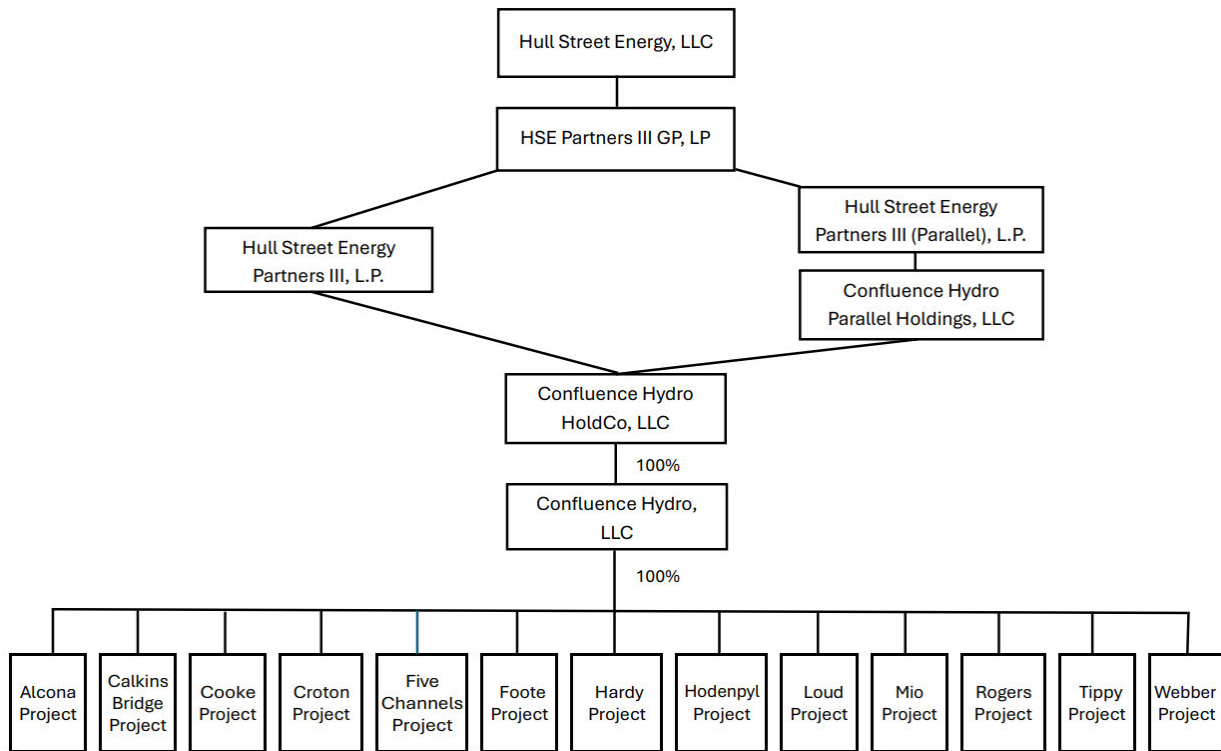 Hull Street Energy, LLC
HSE Partners III GP, LP
Hull Street Energy
Partners III (Parallel), L.P.
Hull Street Energy
Partners III, L.P.
Confluence Hydro
Parallel Holdings, LLC
Confluence Hydro
HoldCo, LLC
100%
Confluence Hydro,
LLC
100%
Alcona
Project
Calkins
Bridge
Project
Cooke
Project
Croton
Project
Five
Channels
Project
Foote
Project
Hardy
Project
Hodenpyl
Project
Loud
Project
Mio
Project
Rogers
Project
Tippy
Project
Webber
Project